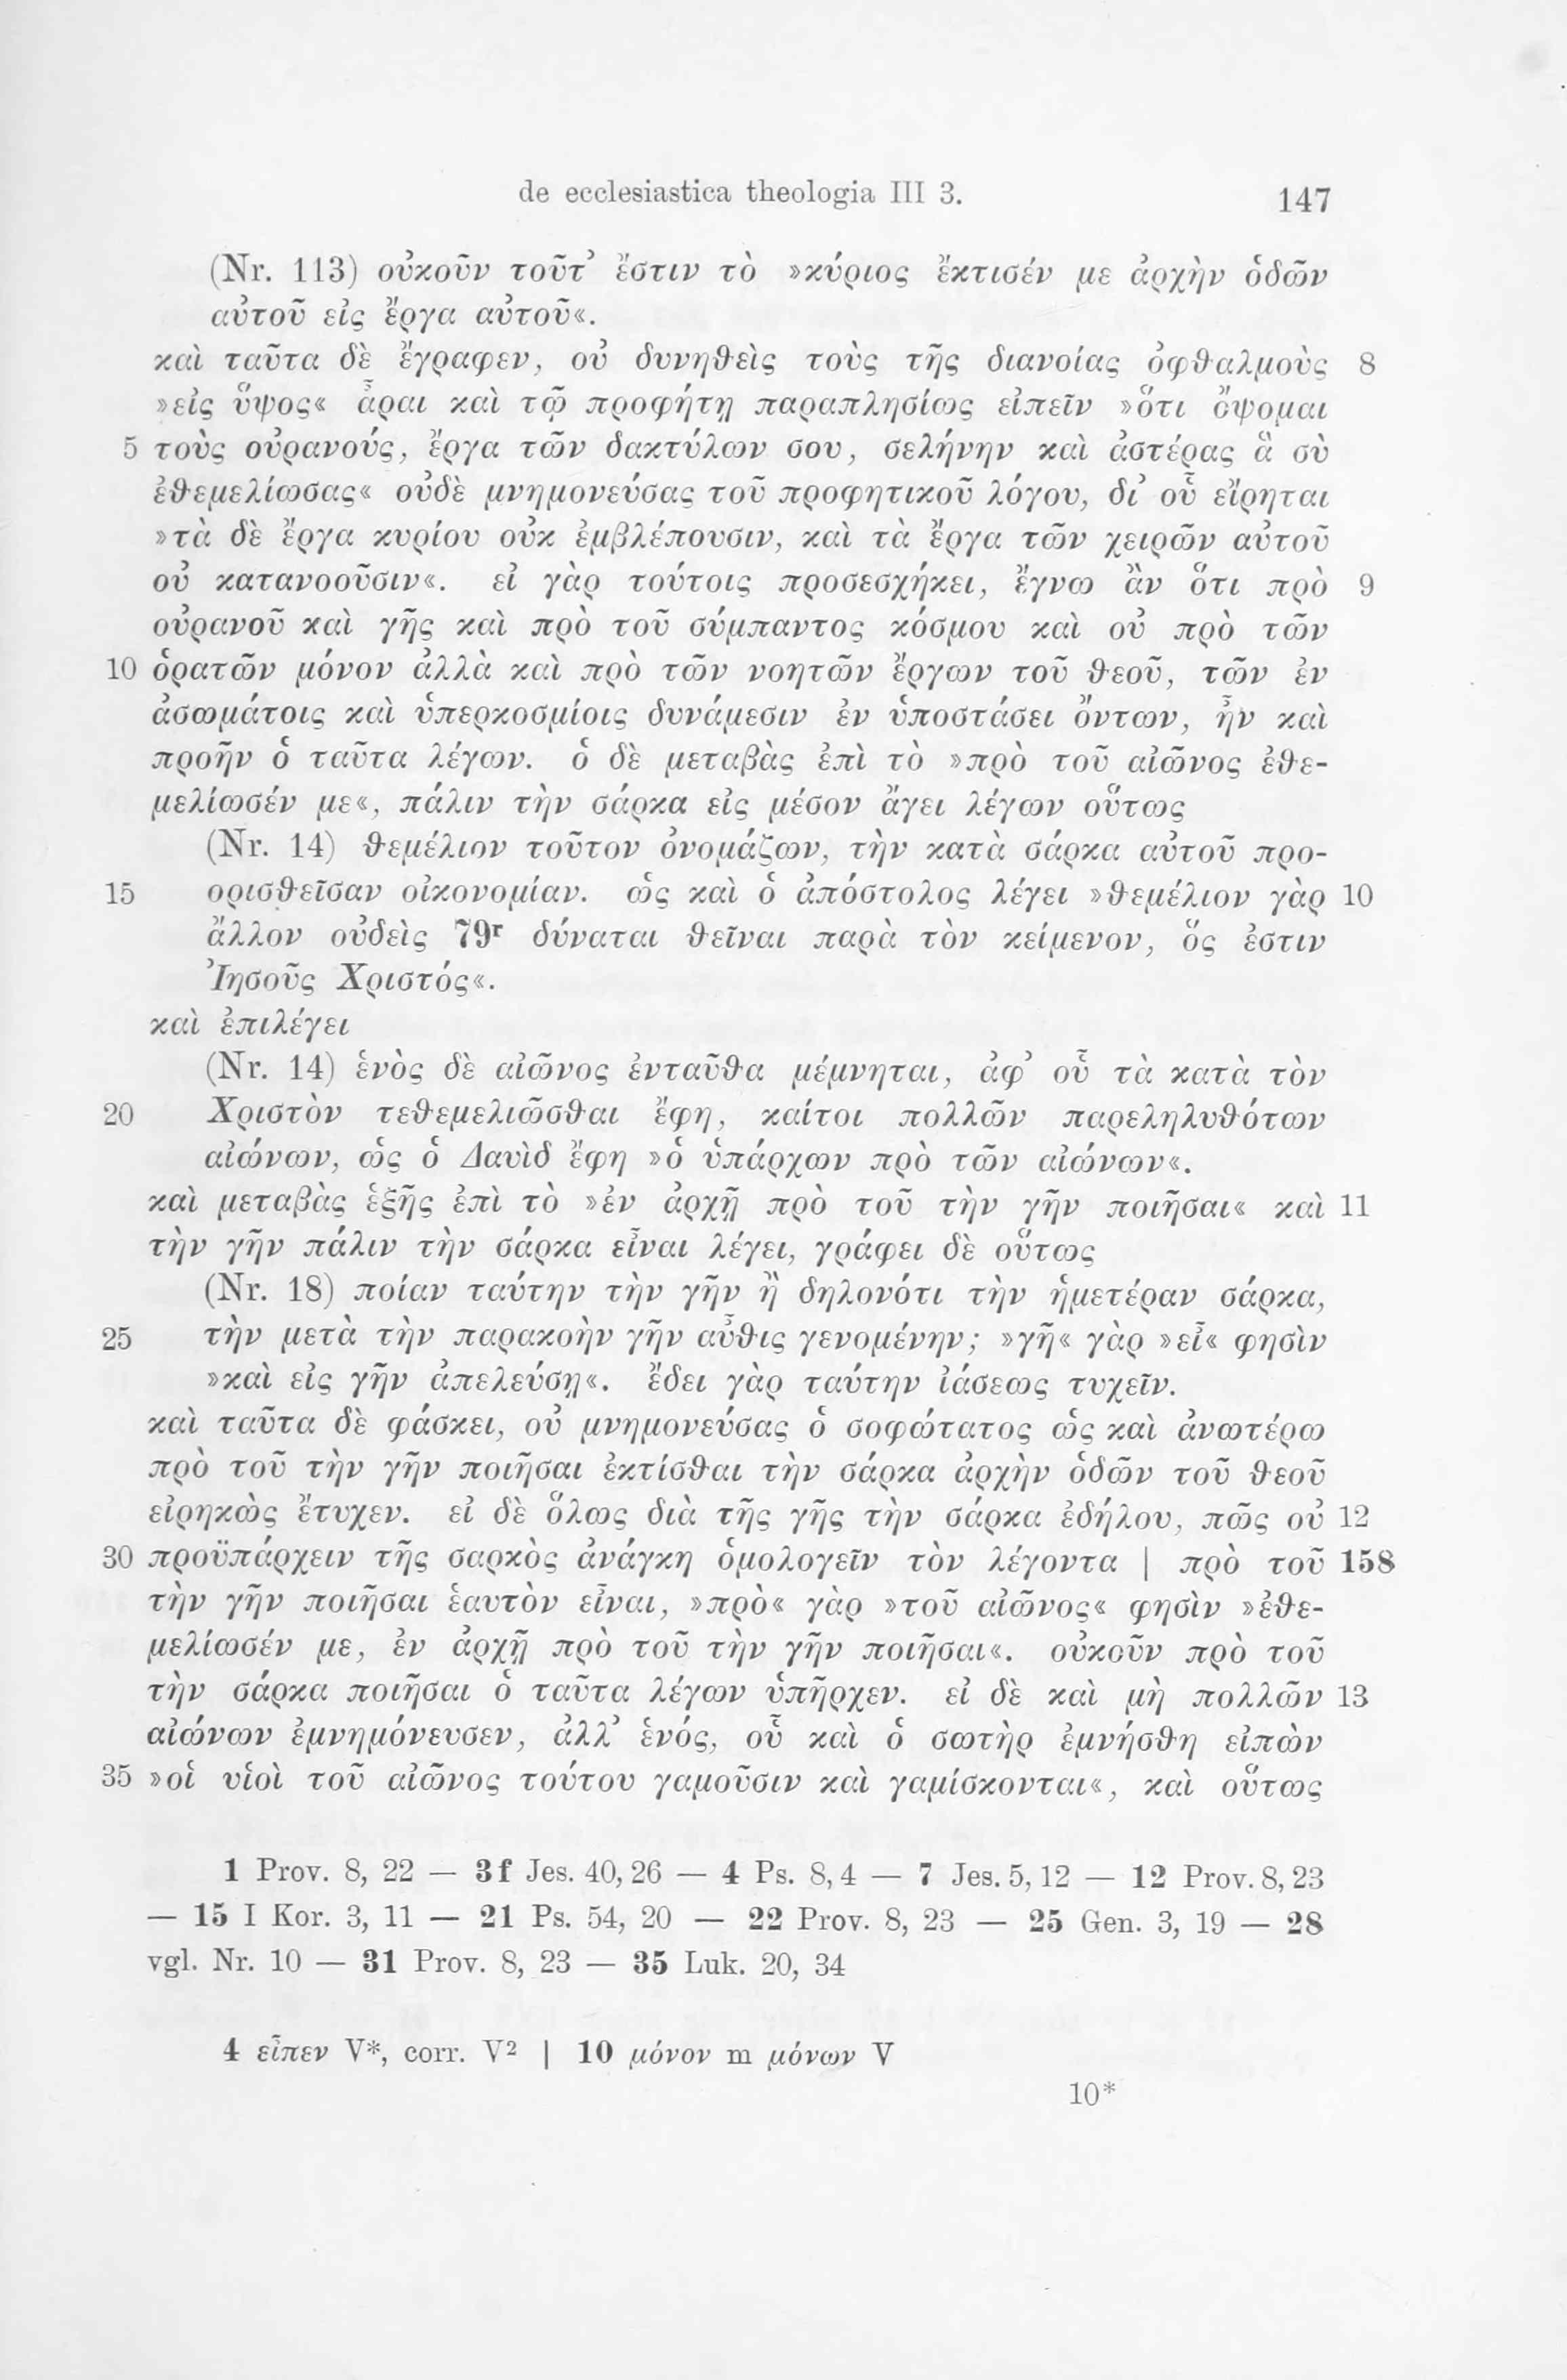 de ecclesiastica theologia III 3. 147
(Nr. 113) οὐκοῦν τοῦτ’ ἔστιν τὸ »κύριος ἔκτισέν με ἀρχὴν ὁδῶν
αὐτοῦ εἰς ἔργα αὐτοῦ«.
καὶ ταῦτα δὲ ἔγραφεν, οὐ δυνηθεὶς τοὺς τῆς διανοίας ὀφθαλμοὺς 8
»εἰς ὕψος« ἆραι καὶ τῷ προφήτῃ παραπλησίως εἰπεῖν »ὅτι ὄψομαι
5 τοὺς οὐρανούς, ἔργα τῶν δακτύλων σου, σελήνην καὶ ἀστέρας ἃ σὺ
ἐθεμελίωσας« οὐδὲ μνημονεύσας τοῦ προφητικοῦ λόγου, δι’ οὗ εἴρηται
»τὰ δὲ ἔργα κυρίου οὐκ ἐμβλέπουσιν, καὶ τὰ ἔργα τῶν χειρῶν αὐτοῦ
οὐ κατανοοῦσιν«. εἰ γὰρ τούτοις προσεσχήκει, ἔγνω ἂν ὅτι πρὸ 9
οὐρανοῦ καὶ γῆς καὶ πρὸ τοῦ σύμπαντος κόσμου καὶ οὐ πρὸ τῶν
10 ὁρατῶν μόνον ἀλλὰ καὶ πρὸ τῶν νοητῶν ἔργων τοῦ θεοῦ, τῶν ἐν
ἀσωμάτοις καὶ ὑπερκοσμίοις δυνάμεσιν ἐν ὑποστάσει ὄντων, ἦν καὶ
προῆν ὁ ταῦτα λέγων. ὁ δὲ μεταβὰς ἐπὶ τὸ »πρὸ τοῦ αἰῶνος ἐθε-
μελίωσέν με«, πάλιν τὴν σάρκα εἰς μέσον ἄγει λέγων οὕτως
(Nr. 14) θεμέλιον τοῦτον ὀνομάζων, τὴν κατὰ σάρκα αὐτοῦ προ-
15 ορισθεῖσαν οἰκονομίαν. ὡς καὶ ὁ ἀπόστολος λέγει »θεμέλιον γὰρ 10
ἄλλον οὐδεὶς 79ʳ δύναται θεῖναι παρὰ τὸν κείμενον, ὅς ἐστιν
Ἰησοῦς Χριστός«.
καὶ ἐπιλέγει
(Nr. 14) ἑνὸς δὲ αἰῶνος ἐνταῦθα μέμνηται, ἀφ’ οὗ τὰ κατὰ τὸν
20 Χριστὸν τεθεμελιῶσθαι ἔφη, καίτοι πολλῶν παρεληλυθότων
αἰώνων, ὡς ὁ Δαυὶδ ἔφη »ὁ ὑπάρχων πρὸ τῶν αἰώνων«.
καὶ μεταβὰς ἑξῆς ἐπὶ τὸ »ἐν ἀρχῇ πρὸ τοῦ τὴν γῆν ποιῆσαι« καὶ 11
τὴν γῆν πάλιν τὴν σάρκα εἶναι λέγει, γράφει δὲ οὕτως
(Nr. 18) ποίαν ταύτην τὴν γῆν ἢ δηλονότι τὴν ἡμετέραν σάρκα,
25 τὴν μετὰ τὴν παρακοὴν γῆν αὖθις γενομένην; »γῆ« γὰρ »εἶ« φησὶν
»καὶ εἰς γῆν ἀπελεύσῃ«. ἔδει γὰρ ταύτην ἰάσεως τυχεῖν.
καὶ ταῦτα δὲ φάσκει, οὐ μνημονεύσας ὁ σοφώτατος ὡς καὶ ἀνωτέρω
πρὸ τοῦ τὴν γῆν ποιῆσαι ἐκτίσθαι τὴν σάρκα ἀρχὴν ὁδῶν τοῦ θεοῦ
εἰρηκὼς ἔτυχεν. εἰ δὲ ὅλως διὰ τῆς γῆς τὴν σάρκα ἐδήλου, πῶς οὐ 12
30 προϋπάρχειν τῆς σαρκὸς ἀνάγκη ὁμολογεῖν τὸν λέγοντα | πρὸ τοῦ 158
τὴν γῆν ποιῆσαι ἑαυτὸν εἶναι, »πρὸ« γὰρ »τοῦ αἰῶνος« φησὶν »ἐθε-
μελίωσέν με, ἐν ἀρχῇ πρὸ τοῦ τὴν γῆν ποιῆσαι«. οὐκοῦν πρὸ τοῦ
τὴν σάρκα ποιῆσαι ὁ ταῦτα λέγων ὑπῆρχεν. εἰ δὲ καὶ μὴ πολλῶν 13
αἰώνων ἐμνημόνευσεν, ἀλλ’ ἑνός, οὗ καὶ ὁ σωτὴρ ἐμνήσθη εἰπὼν
35 »οἱ υἱοὶ τοῦ αἰῶνος τούτου γαμοῦσιν καὶ γαμίσκονται«, καὶ οὕτως
1 Prov. 8, 22 — 3 f Jes. 40, 26 — 4 Ps. 8, 4 — 7 Jes. 5, 12 — 12 Prov. 8, 23
— 15 I Kor. 3, 11 — 21 Ps. 54, 20 — 22 Prov. 8, 23 — 25 Gen. 3, 19 — 28
vgl. Nr. 10 — 31 Prov. 8, 23 — 35 Luk. 20, 34
4 εἶπεν V*, corr. V² | 10 μόνον m μόνων V
10*